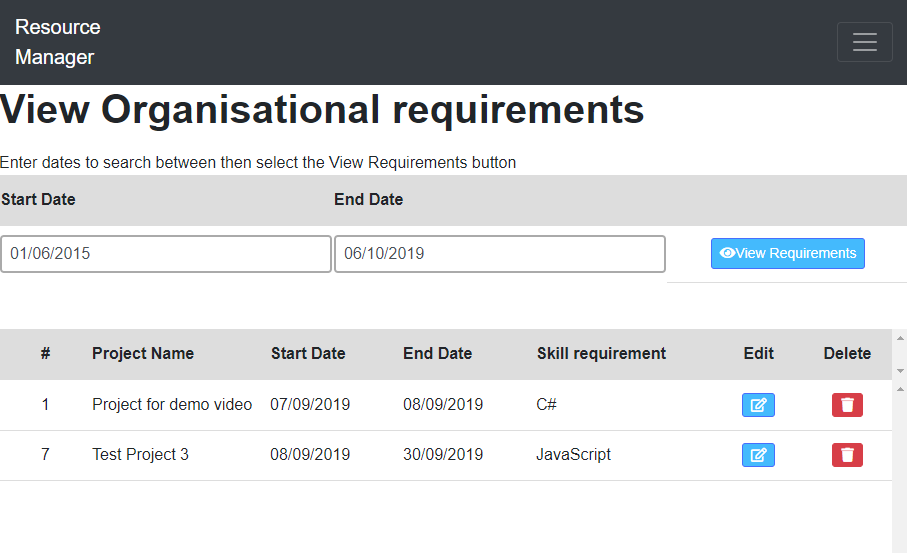 Resource
Manager
View Organisational requirements
Enter dates to search between then select the View Requirements button
Start Date End Date
01/06/2015 06/10/2019 View Requirements
# Project Name Start Date End Date Skill requirement Edit Delete
1 Project for demo video 07/09/2019 08/09/2019 C#
7 Test Project 3 08/09/2019 30/09/2019 JavaScript